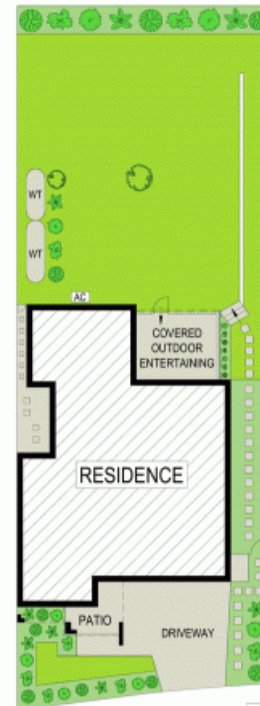 WT
WT
AC
COVERED
OUTDOOR
ENTERTAINING
RESIDENCE
PATIO
DRIVEWAY